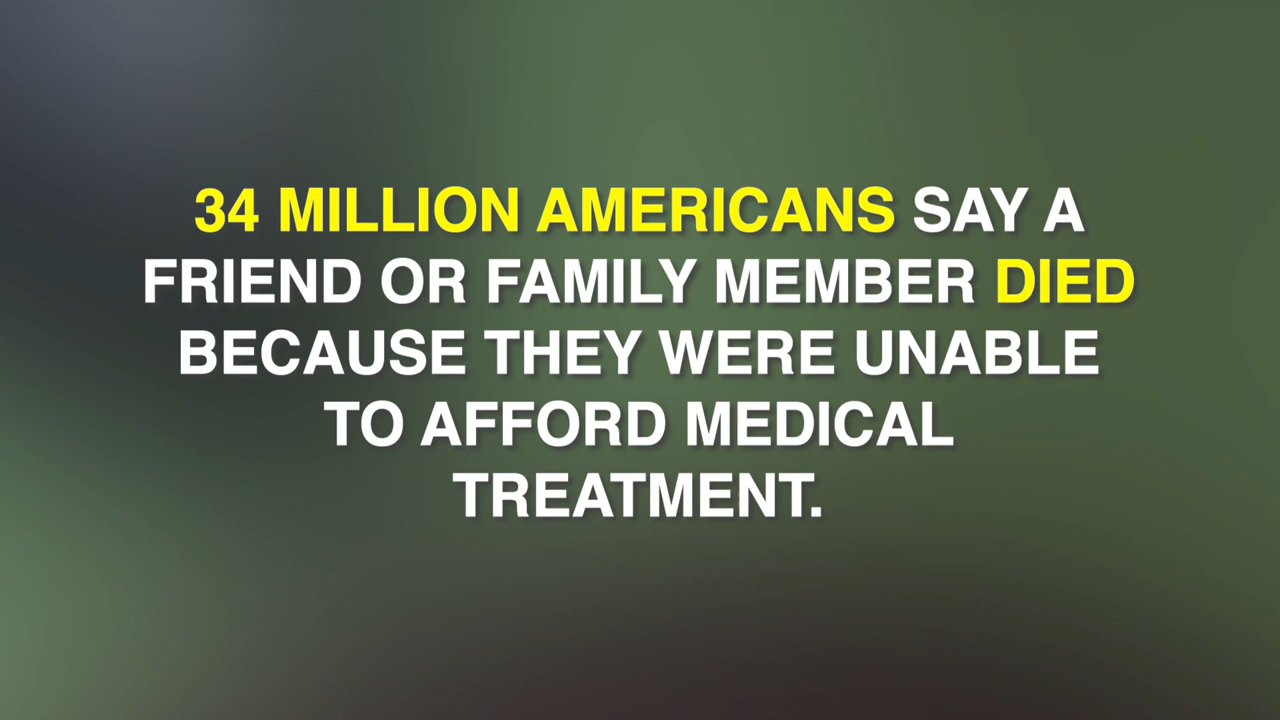 34 MILLION AMERICANS SAY A
FRIEND OR FAMILY MEMBER DIED
BECAUSE THEY WERE UNABLE
TO AFFORD MEDICAL
TREATMENT.